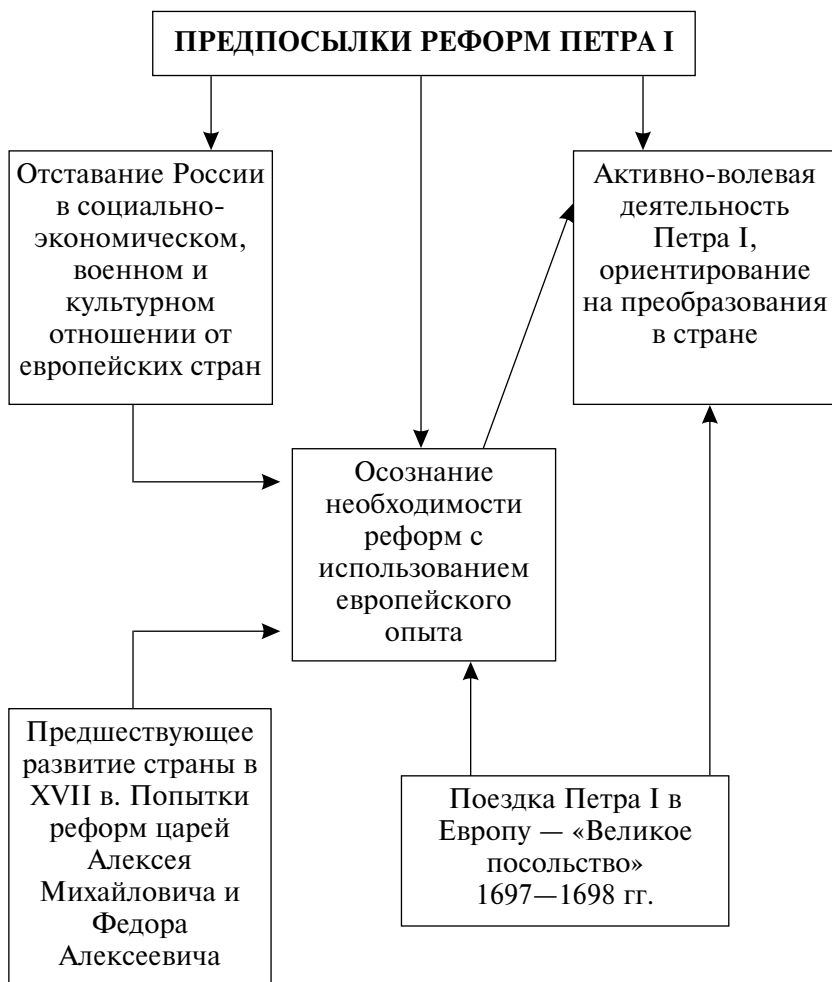 ПРЕДПОСЫЛКИ РЕФОРМ ПЕТРА I
Отставание России
в социально-
экономическом,
военном и
культурном
отношении от
европейских стран
Активно-волевая
деятельность
Петра I,
ориентирование
на преобразования
в стране
Осознание
необходимости
реформ с
использованием
европейского
опыта
Предшествующее
развитие страны в
XVII в. Попытки
реформ царей
Алексея
Михайловича и
Федора
Алексеевича
Поездка Петра I в
Европу — «Великое
посольство»
1697—1698 гг.